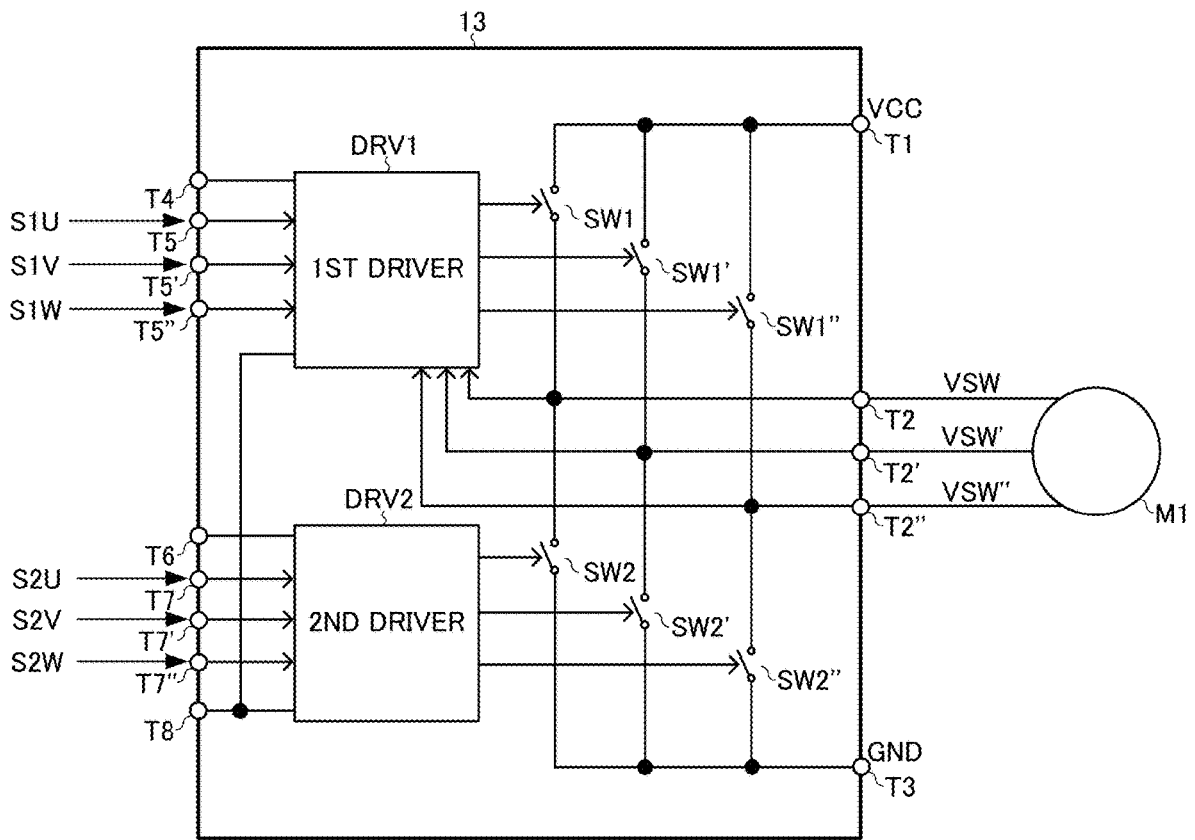 13
VCC
T1
DRV1
T4
S1U
T5
S1V
T5'
S1W
T5"
1ST DRIVER
SW1
SW1'
SW1"
VSW
T2
VSW'
T2'
VSW"
T2"
M1
DRV2
T6
S2U
T7
S2V
T7'
S2W
T7"
T8
2ND DRIVER
SW2
SW2'
SW2"
GND
T3